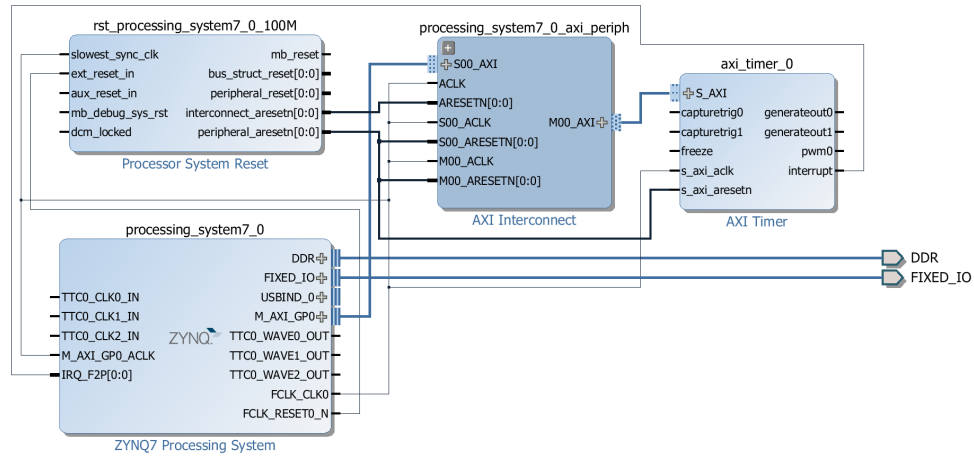 rst_processing_system7_0_100M
slowest_sync_clk
ext_reset_in
aux_reset_in
mb_debug_sys_rst
dcm_locked
mb_reset
bus_struct_reset[0:0]
peripheral_reset[0:0]
interconnect_aresetn[0:0]
peripheral_aresetn[0:0]
Processor System Reset
processing_system7_0_axi_periph
S00_AXI
ACLK
ARESETN[0:0]
S00_ACLK
S00_ARESETN[0:0]
M00_ACLK
M00_ARESETN[0:0]
M00_AXI
AXI Interconnect
axi_timer_0
S_AXI
capturetrig0
capturetrig1
freeze
s_axi_aclk
s_axi_aresetn
generateout0
generateout1
pwm0
interrupt
AXI Timer
processing_system7_0
TTC0_CLK0_IN
TTC0_CLK1_IN
TTC0_CLK2_IN
M_AXI_GP0_ACLK
IRQ_F2P[0:0]
ZYNQ
DDR
FIXED_IO
USBIND_0
M_AXI_GP0
TTC0_WAVE0_OUT
TTC0_WAVE1_OUT
TTC0_WAVE2_OUT
FCLK_CLK0
FCLK_RESET0_N
ZYNQ7 Processing System
DDR
FIXED_IO